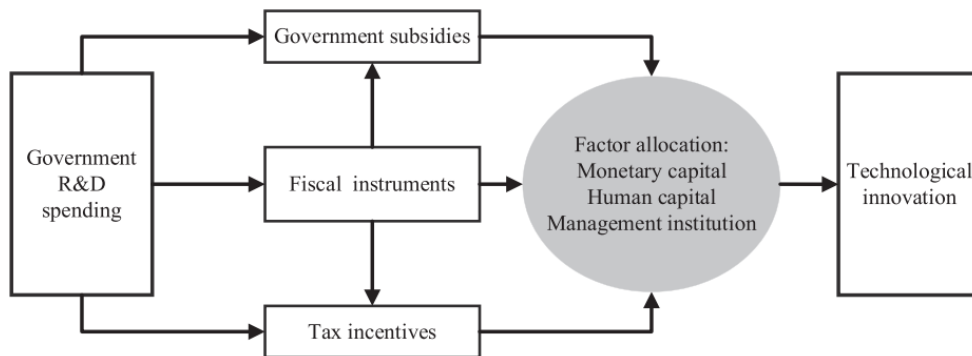 Government subsidies
Government
R&D
spending
Fiscal instruments
Factor allocation:
Monetary capital
Human capital
Management institution
Technological
innovation
Tax incentives